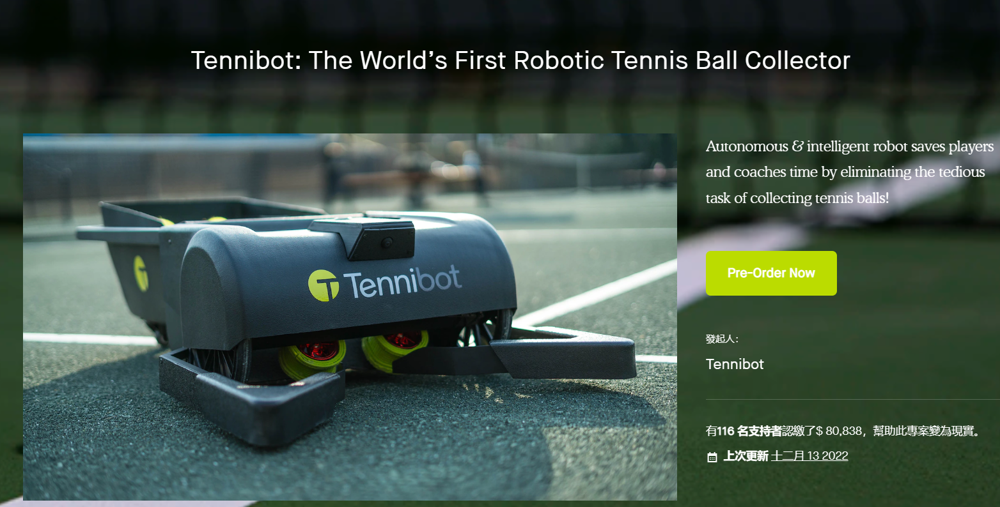 Tennibot: The World’s First Robotic Tennis Ball Collector
Tennibot
Autonomous & intelligent robot saves players
and coaches time by eliminating the tedious
task of collecting tennis balls!
Pre-Order Now
發起人:
Tennibot
有116 名支持者認繳了$ 80,838，幫助此專案變為現實。
上次更新 十二月 13 2022